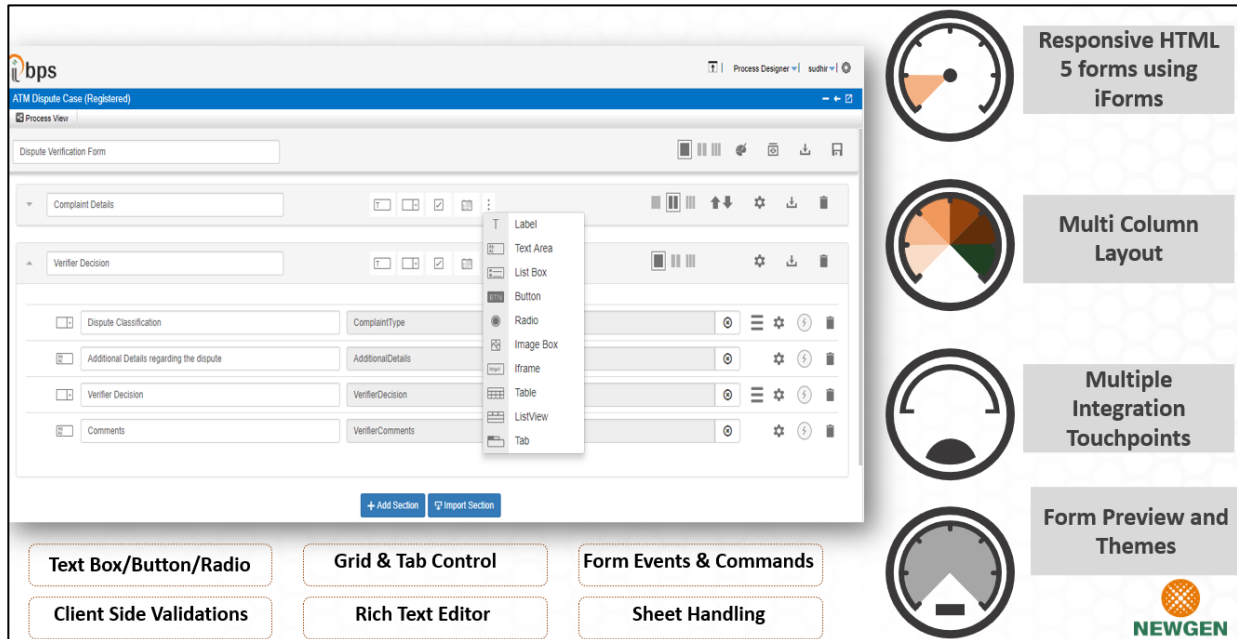 ibps
Process Designer sudhir
ATM Dispute Case (Registered)
Process View
Dispute Verification Form
Complaint Details
T Label
Text Area
List Box
BTN Button
Radio
Image Box
Iframe
Table
ListView
Tab
Verifier Decision
Dispute Classification ComplaintType
Additional Details regarding the dispute AdditionalDetails
Verifier Decision VerifierDecision
Comments VerifierComments
+ Add Section Import Section
Text Box/Button/Radio
Grid & Tab Control
Form Events & Commands
Client Side Validations
Rich Text Editor
Sheet Handling
Responsive HTML
5 forms using
iForms
Multi Column
Layout
Multiple
Integration
Touchpoints
Form Preview and
Themes
NEWGEN